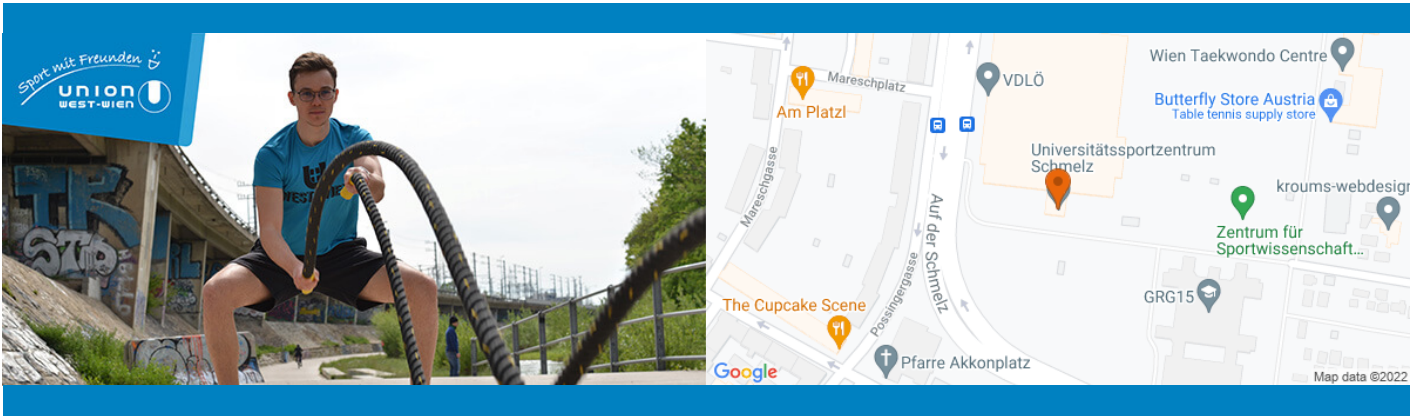 Sport mit Freunden
UNION
WEST-WIEN
WEST
Am Platzl
Mareschplatz
VDLÖ
Wien Taekwondo Centre
Butterfly Store Austria
Table tennis supply store
Universitätssportzentrum
Schmelz
Mareschgasse
Auf der Schmelz
kroums-webdesign
Zentrum für
Sportwissenschaft...
GRG15
The Cupcake Scene
Possingergasse
Pfarre Akkonplatz
Google
Map data ©2022